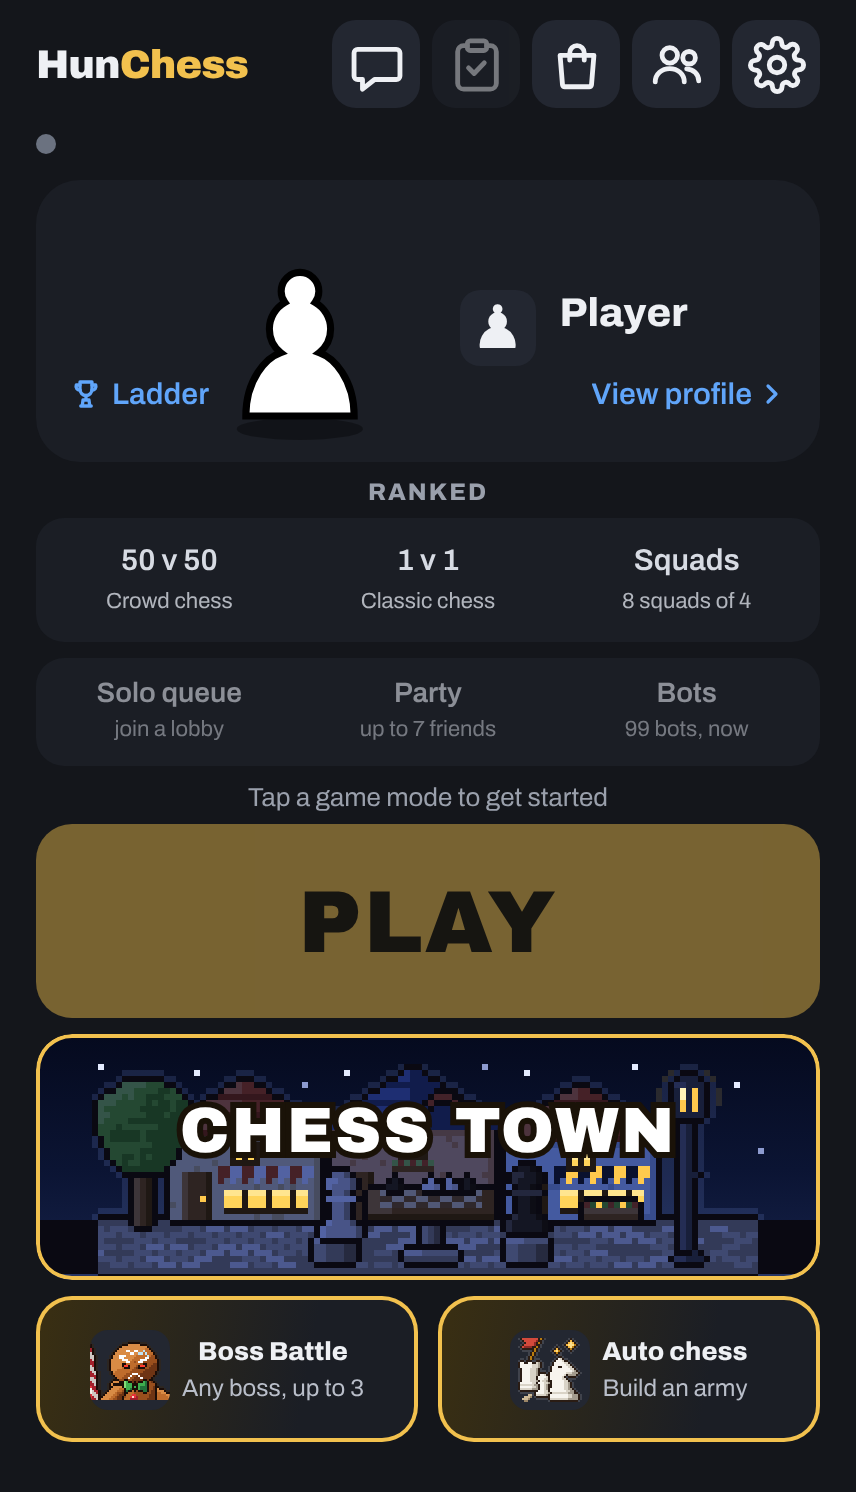 HunChess
Player
Ladder
View profile
RANKED
50 v 50
Crowd chess
1 v 1
Classic chess
Squads
8 squads of 4
Solo queue
join a lobby
Party
up to 7 friends
Bots
99 bots, now
Tap a game mode to get started
PLAY
CHESS TOWN
Boss Battle
Any boss, up to 3
Auto chess
Build an army